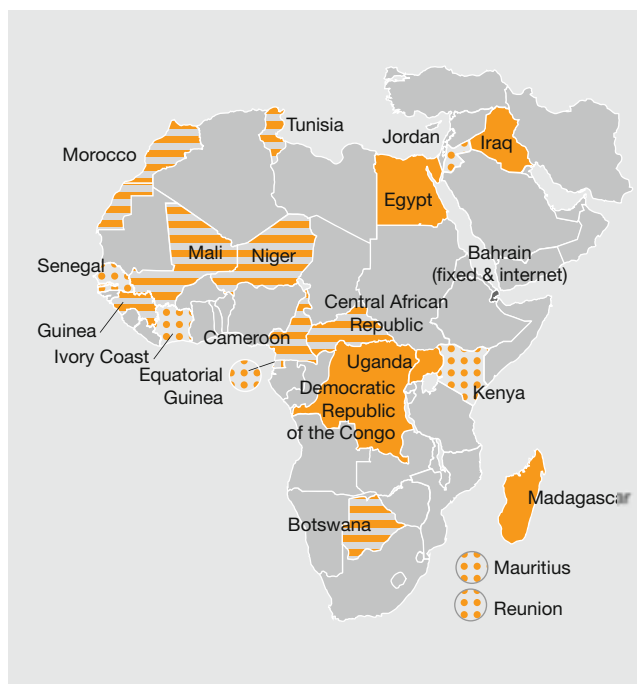 Tunisia
Jordan
Iraq
Morocco
Egypt
Mali
Niger
Bahrain
(fixed & internet)
Senegal
Central African
Republic
Guinea
Cameroon
Ivory Coast
Uganda
Equatorial
Guinea
Kenya
Democratic
Republic
of the Congo
Madagascar
Botswana
Mauritius
Reunion